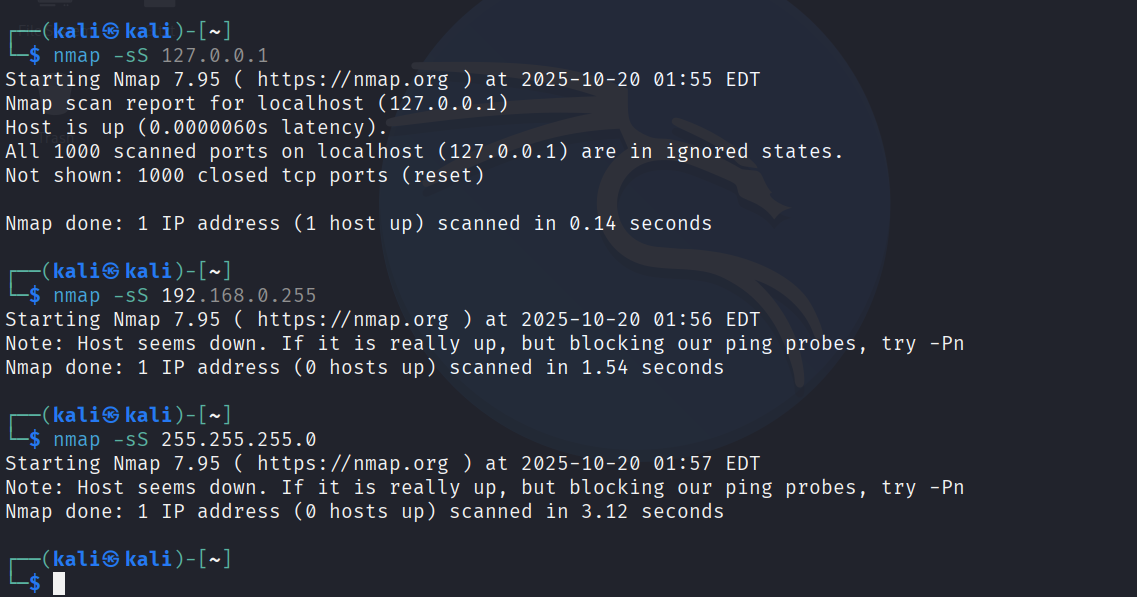 ┌──(kali㉿kali)-[~]
└─$ nmap -sS 127.0.0.1
Starting Nmap 7.95 ( https://nmap.org ) at 2025-10-20 01:55 EDT
Nmap scan report for localhost (127.0.0.1)
Host is up (0.0000060s latency).
All 1000 scanned ports on localhost (127.0.0.1) are in ignored states.
Not shown: 1000 closed tcp ports (reset)
Nmap done: 1 IP address (1 host up) scanned in 0.14 seconds
┌──(kali㉿kali)-[~]
└─$ nmap -sS 192.168.0.255
Starting Nmap 7.95 ( https://nmap.org ) at 2025-10-20 01:56 EDT
Note: Host seems down. If it is really up, but blocking our ping probes, try -Pn
Nmap done: 1 IP address (0 hosts up) scanned in 1.54 seconds
┌──(kali㉿kali)-[~]
└─$ nmap -sS 255.255.255.0
Starting Nmap 7.95 ( https://nmap.org ) at 2025-10-20 01:57 EDT
Note: Host seems down. If it is really up, but blocking our ping probes, try -Pn
Nmap done: 1 IP address (0 hosts up) scanned in 3.12 seconds
┌──(kali㉿kali)-[~]
└─$